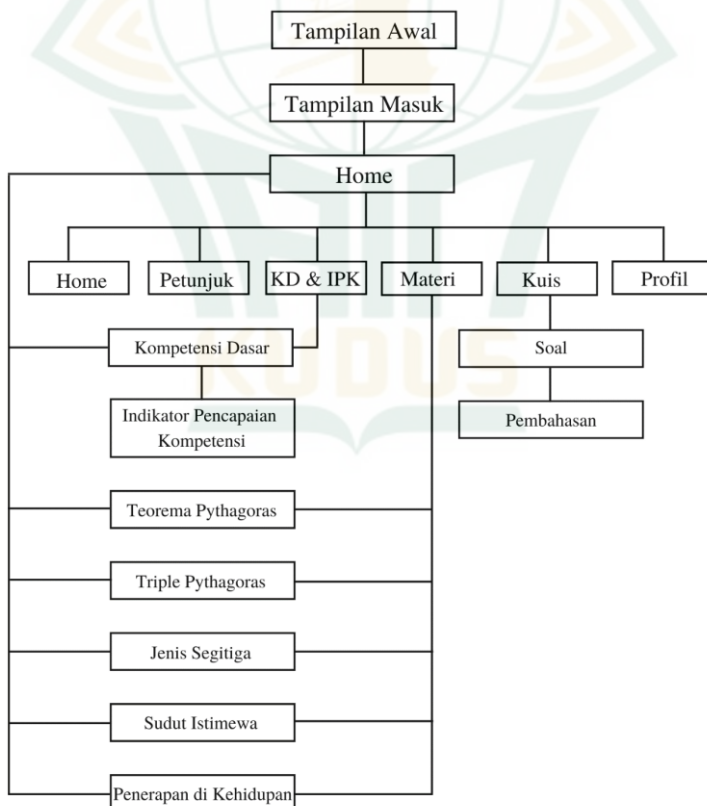 Tampilan Awal
Tampilan Masuk
Home
Home
Petunjuk
KD & IPK
Materi
Kuis
Profil
Kompetensi Dasar
Soal
Indikator Pencapaian
Kompetensi
Pembahasan
Teorema Pythagoras
Triple Pythagoras
Jenis Segitiga
Sudut Istimewa
Penerapan di Kehidupan
KUDUS